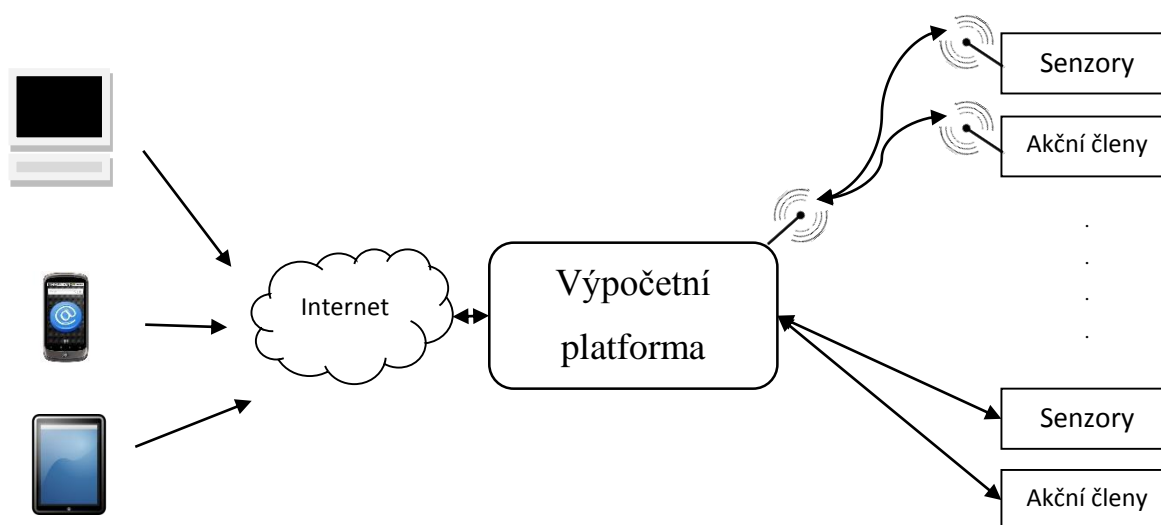 Senzory
Akční členy
Internet
Výpočetní
platforma
Senzory
Akční členy